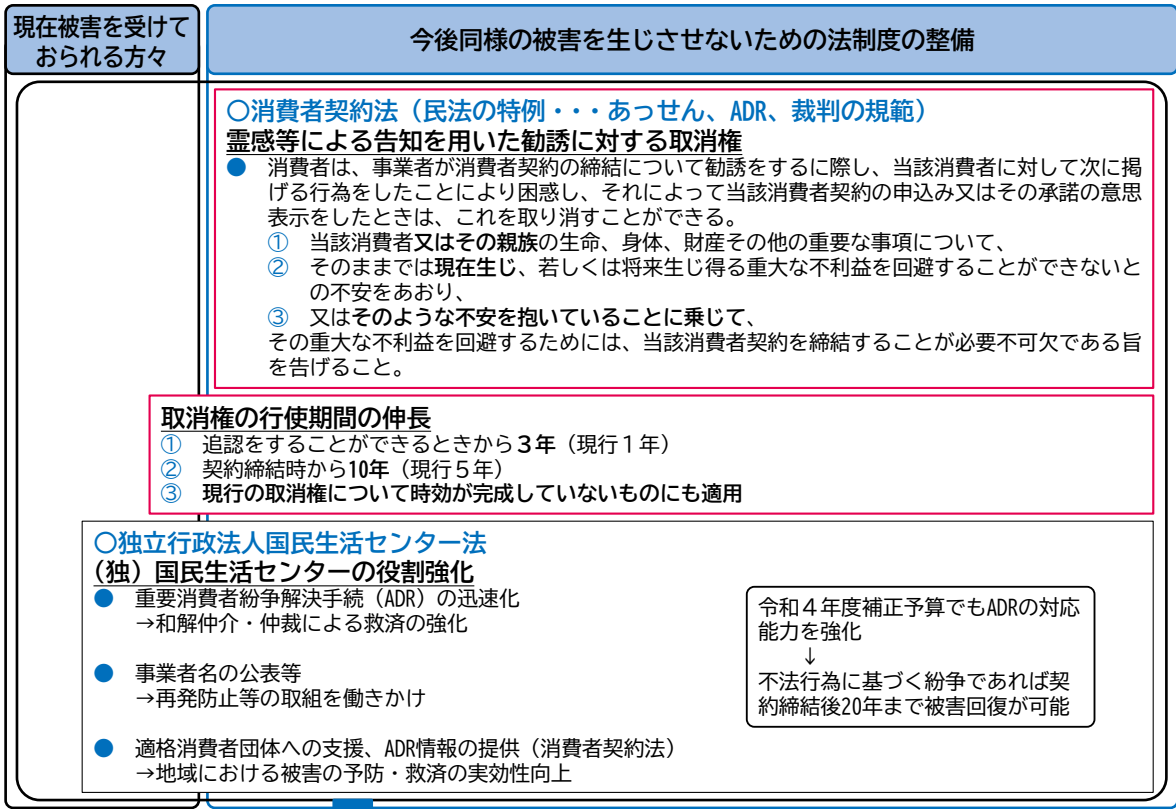 現在被害を受けて
おられる方々
今後同様の被害を生じさせないための法制度の整備
〇消費者契約法（民法の特例・・・あっせん、ADR、裁判の規範）
霊感等による告知を用いた勧誘に対する取消権
● 消費者は、事業者が消費者契約の締結について勧誘をするに際し、当該消費者に対して次に掲
げる行為をしたことにより困惑し、それによって当該消費者契約の申込み又はその承諾の意思
表示をしたときは、これを取り消すことができる。
① 当該消費者又はその親族の生命、身体、財産その他の重要な事項について、
② そのままでは現在生じ、若しくは将来生じ得る重大な不利益を回避することができないと
の不安をあおり、
③ 又はそのような不安を抱いていることに乗じて、
その重大な不利益を回避するためには、当該消費者契約を締結することが必要不可欠である旨
を告げること。
取消権の行使期間の伸長
① 追認をすることができるときから３年（現行１年）
② 契約締結時から10年（現行５年）
③ 現行の取消権について時効が完成していないものにも適用
〇独立行政法人国民生活センター法
（独）国民生活センターの役割強化
● 重要消費者紛争解決手続（ADR）の迅速化
→和解仲介・仲裁による救済の強化
● 事業者名の公表等
→再発防止等の取組を働きかけ
● 適格消費者団体への支援、ADR情報の提供（消費者契約法）
→地域における被害の予防・救済の実効性向上
令和４年度補正予算でもADRの対応
能力を強化
↓
不法行為に基づく紛争であれば契
約締結後20年まで被害回復が可能